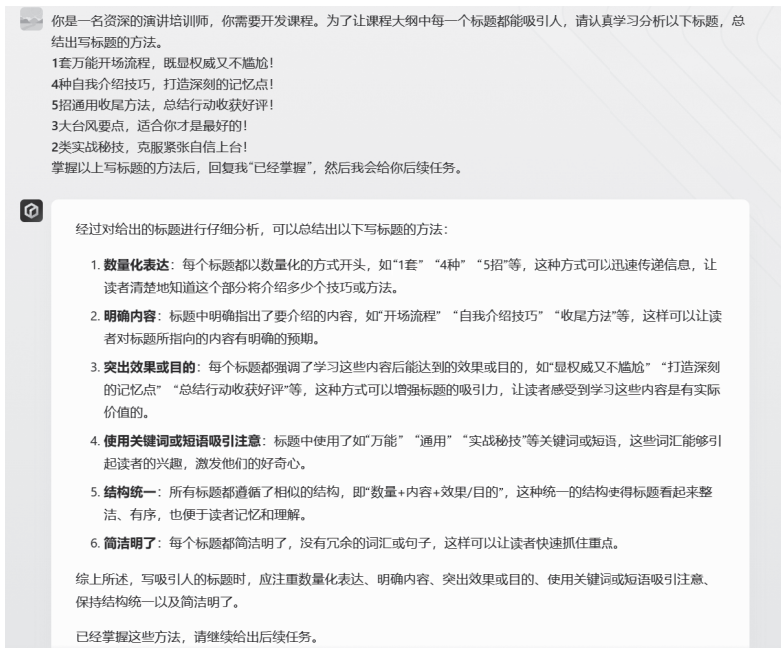 你是一名资深的演讲培训师，你需要开发课程。为了让课程大纲中每一个标题都能吸引人，请认真学习分析以下标题，总
结出写标题的方法。
1套万能开场流程，既显权威又不尴尬！
4种自我介绍技巧，打造深刻的记忆点！
5招通用收尾方法，总结行动收获好评！
3大台风要点，适合你才是最好的！
2类实战秘技，克服紧张自信上台！
掌握以上写标题的方法后，回复我“已经掌握”，然后我会给你后续任务。
经过对给出的标题进行仔细分析，可以总结出以下写标题的方法：
1. 数量化表达：每个标题都以数量化的方式开头，如“1套” “4种” “5招”等，这种方式可以迅速传递信息，让
读者清楚地知道这个部分将介绍多少个技巧或方法。
2. 明确内容：标题中明确指出了要介绍的内容，如“开场流程” “自我介绍技巧” “收尾方法”等，这样可以让读
者对标题所指向的内容有明确的预期。
3. 突出效果或目的：每个标题都强调了学习这些内容后能达到的效果或目的，如“显权威又不尴尬” “打造深刻
的记忆点” “总结行动收获好评”等，这种方式可以增强标题的吸引力，让读者感受到学习这些内容是有实际
价值的。
4. 使用关键词或短语吸引注意：标题中使用了如“万能” “通用” “实战秘技”等关键词或短语，这些词汇能够引
起读者的兴趣，激发他们的好奇心。
5. 结构统一：所有标题都遵循了相似的结构，即“数量+内容+效果/目的”，这种统一的结构使得标题看起来整
洁、有序，也便于读者记忆和理解。
6. 简洁明了：每个标题都简洁明了，没有冗余的词汇或句子，这样可以让读者快速抓住重点。
综上所述，写吸引人的标题时，应注重数量化表达、明确内容、突出效果或目的、使用关键词或短语吸引注意、
保持结构统一以及简洁明了。
已经掌握这些方法，请继续给出后续任务。